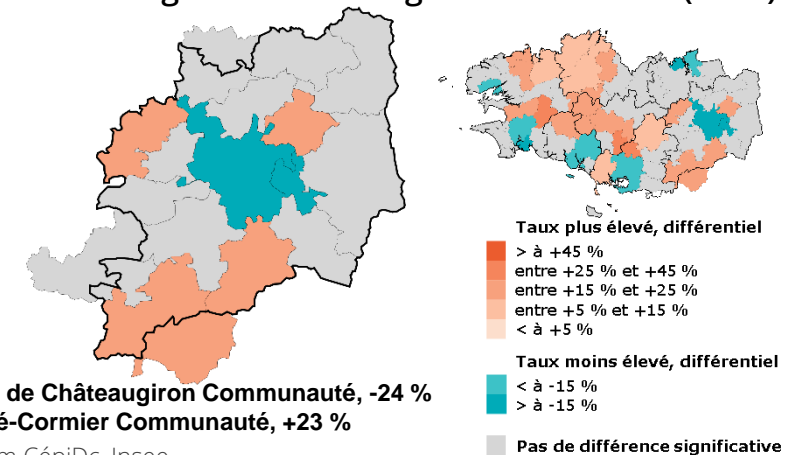 de Châteaugiron Communauté, -24 %
é-Cormier Communauté, +23 %
Taux plus élevé, différentiel
> à +45 %
entre +25 % et +45 %
entre +15 % et +25 %
entre +5 % et +15 %
< à +5 %
Taux moins élevé, différentiel
< à -15 %
> à -15 %
Pas de différence significative